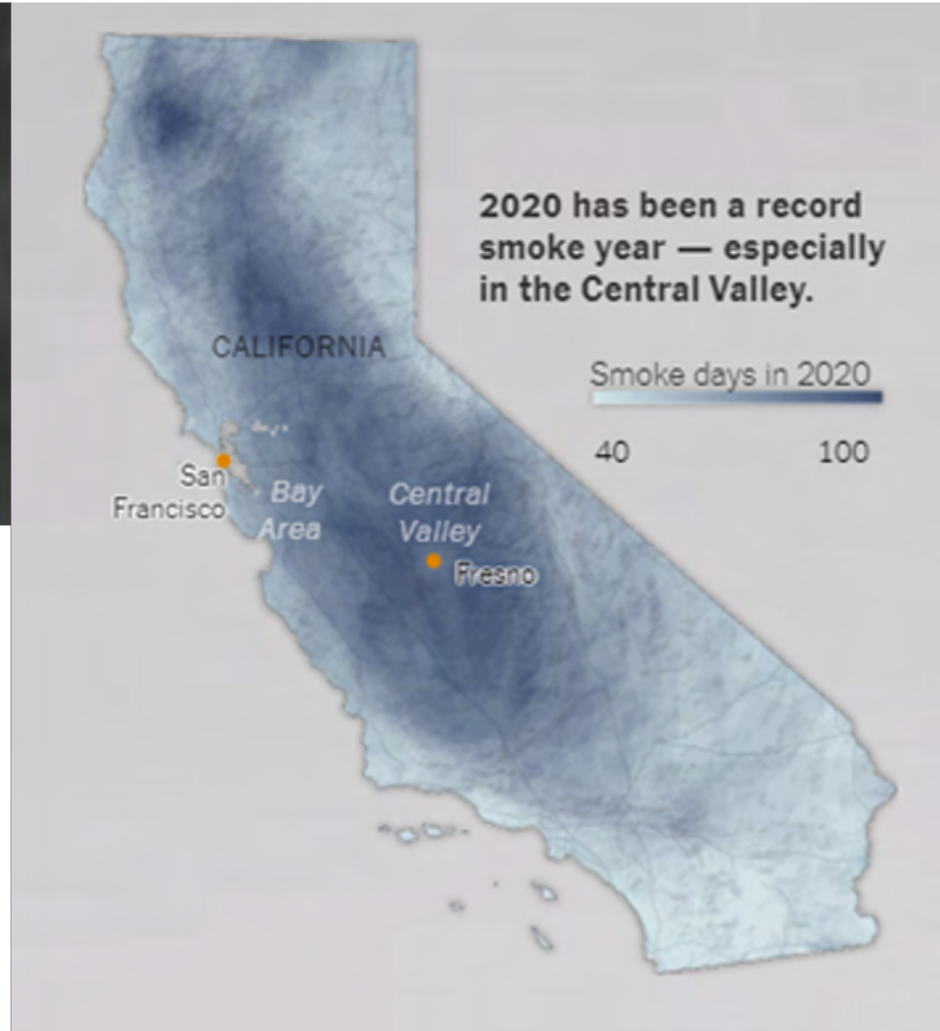 2020 has been a record
smoke year — especially
in the Central Valley.
CALIFORNIA
Smoke days in 2020
40 100
San
Francisco
Bay
Area
Central
Valley
Fresno